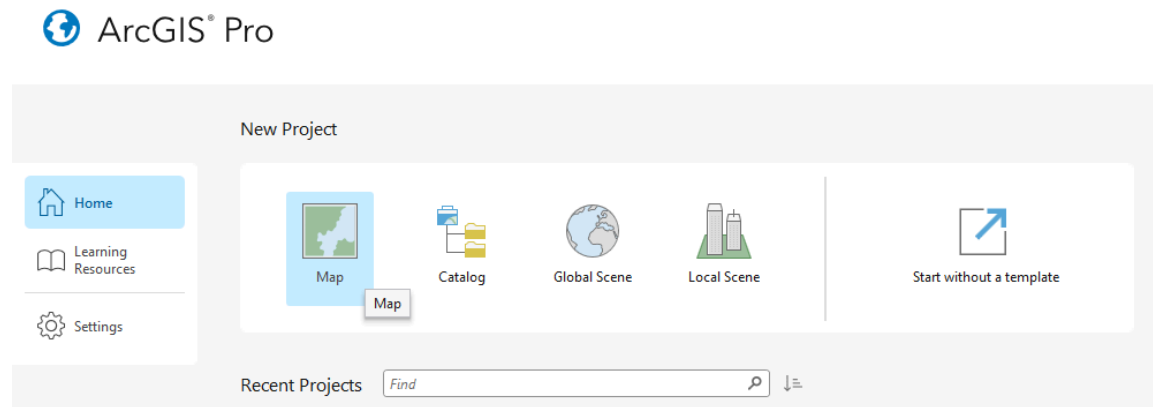 ArcGIS® Pro
New Project
Home
Learning
Resources
Settings
Map
Catalog
Global Scene
Local Scene
Start without a template
Map
Recent Projects
Find